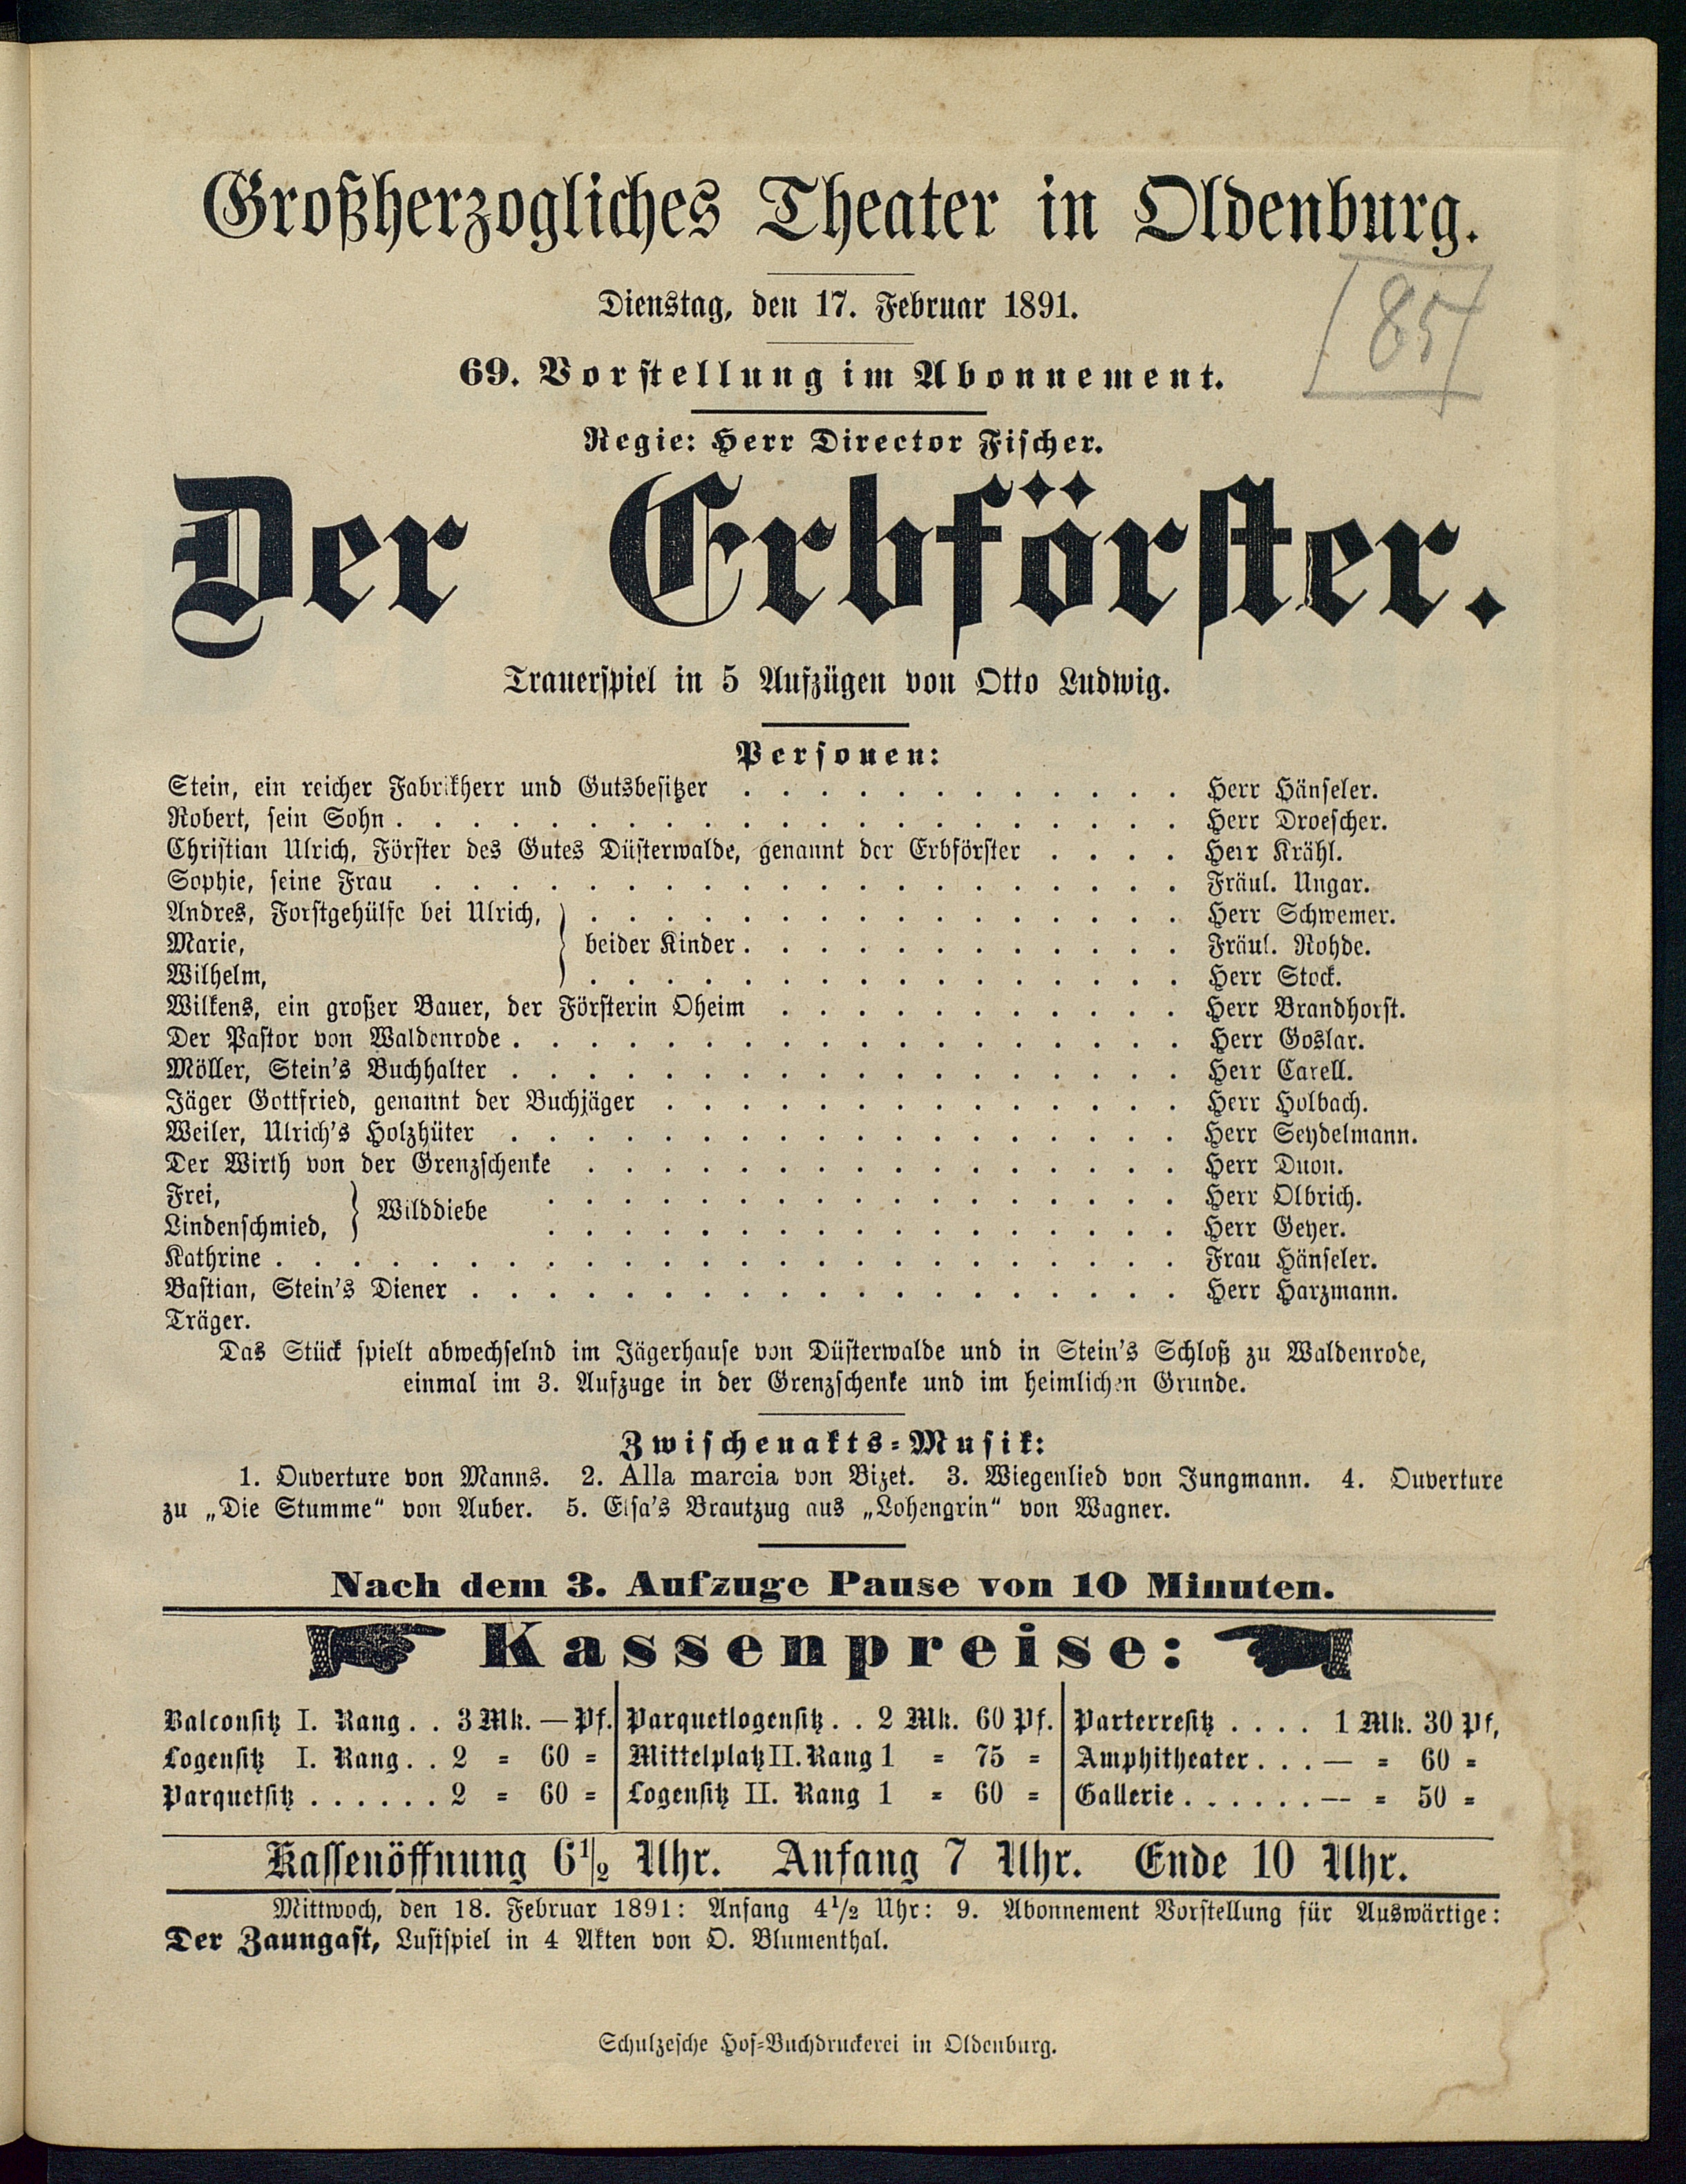 Großherzogliches Theater in Oldenburg.
85
Dienstag, den 17. Februar 1891.
69. Vorstellung im Abonnement.
Regie: Herr Director Fischer.
Der Erbförster.
Trauerspiel in 5 Aufzügen von Otto Ludwig.
Personen:
Stein, ein reicher Fabrikherr und Gutsbesitzer . . . . . . . . . . . . Herr Hänseler.
Robert, sein Sohn . . . . . . . . . . . . . . . . . . . . . Herr Droescher.
Christian Ulrich, Förster des Gutes Düsterwalde, genannt der Erbförster . . . . Herr Krähl.
Sophie, seine Frau . . . . . . . . . . . . . . . . . . . . Fräul. Ungar.
Andres, Forstgehülfe bei Ulrich, } . . . . . . . . . . . . . . . . Herr Schwemer.
Marie, } beider Kinder . . . . . . . . . . . . Fräul. Rohde.
Wilhelm, } . . . . . . . . . . . . . . . . Herr Stock.
Wilkens, ein großer Bauer, der Försterin Oheim . . . . . . . . . . . Herr Brandhorst.
Der Pastor von Waldenrode . . . . . . . . . . . . . . . . . . Herr Goslar.
Möller, Stein's Buchhalter . . . . . . . . . . . . . . . . . . Herr Carell.
Jäger Gottfried, genannt der Buchjäger . . . . . . . . . . . . . . Herr Holbach.
Weiler, Ulrich's Holzhüter . . . . . . . . . . . . . . . . . . Herr Seydelmann.
Der Wirth von der Grenzschenke . . . . . . . . . . . . . . . . Herr Duon.
Frei, } . . . . . . . . . . . . . . . . . Herr Olbrich.
Wilddiebe
Lindenschmied, } . . . . . . . . . . . . . . . . . Herr Geyer.
Kathrine . . . . . . . . . . . . . . . . . . . . . . . . Frau Hänseler.
Bastian, Stein's Diener . . . . . . . . . . . . . . . . . . . Herr Harzmann.
Träger.
Das Stück spielt abwechselnd im Jägerhause von Düsterwalde und in Stein's Schloß zu Waldenrode,
einmal im 3. Aufzuge in der Grenzschenke und im heimlichen Grunde.
Zwischenakts-Musik:
1. Ouverture von Manns. 2. Alla marcia von Bizet. 3. Wiegenlied von Jungmann. 4. Ouverture
zu „Die Stumme“ von Auber. 5. Elsa's Brautzug aus „Lohengrin“ von Wagner.
Nach dem 3. Aufzuge Pause von 10 Minuten.
Kassenpreise:
Balconsitz I. Rang . . 3 Mk. — Pf. | Parquetlogensitz . . 2 Mk. 60 Pf. | Parterresitz . . . . 1 Mk. 30 Pf,
Logensitz I. Rang . . 2 = 60 = | Mittelplatz II. Rang 1 = 75 = | Amphitheater . . . — = 60 =
Parquetsitz . . . . . . 2 = 60 = | Logensitz II. Rang 1 = 60 = | Gallerie . . . . . . — = 50 =
Kassenöffnung 6 1/2 Uhr. Anfang 7 Uhr. Ende 10 Uhr.
Mittwoch, den 18. Februar 1891: Anfang 4 1/2 Uhr: 9. Abonnement Vorstellung für Auswärtige:
Der Zaungast, Lustspiel in 4 Akten von O. Blumenthal.
Schulzesche Hof-Buchdruckerei in Oldenburg.